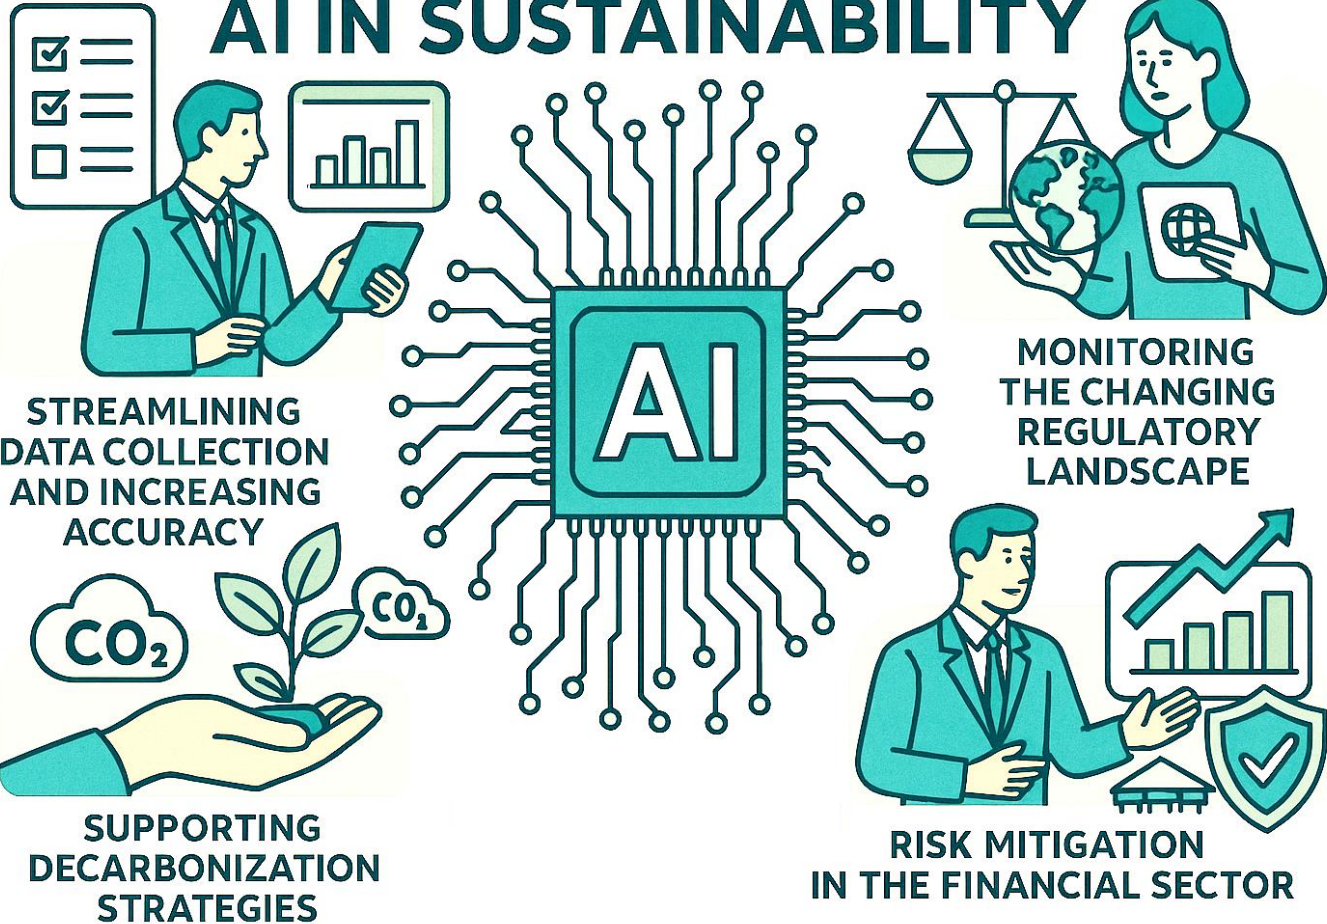 AI IN SUSTAINABILITY
AI
STREAMLINING
DATA COLLECTION
AND INCREASING
ACCURACY
MONITORING
THE CHANGING
REGULATORY
LANDSCAPE
CO₂
CO₂
SUPPORTING
DECARBONIZATION
STRATEGIES
RISK MITIGATION
IN THE FINANCIAL SECTOR